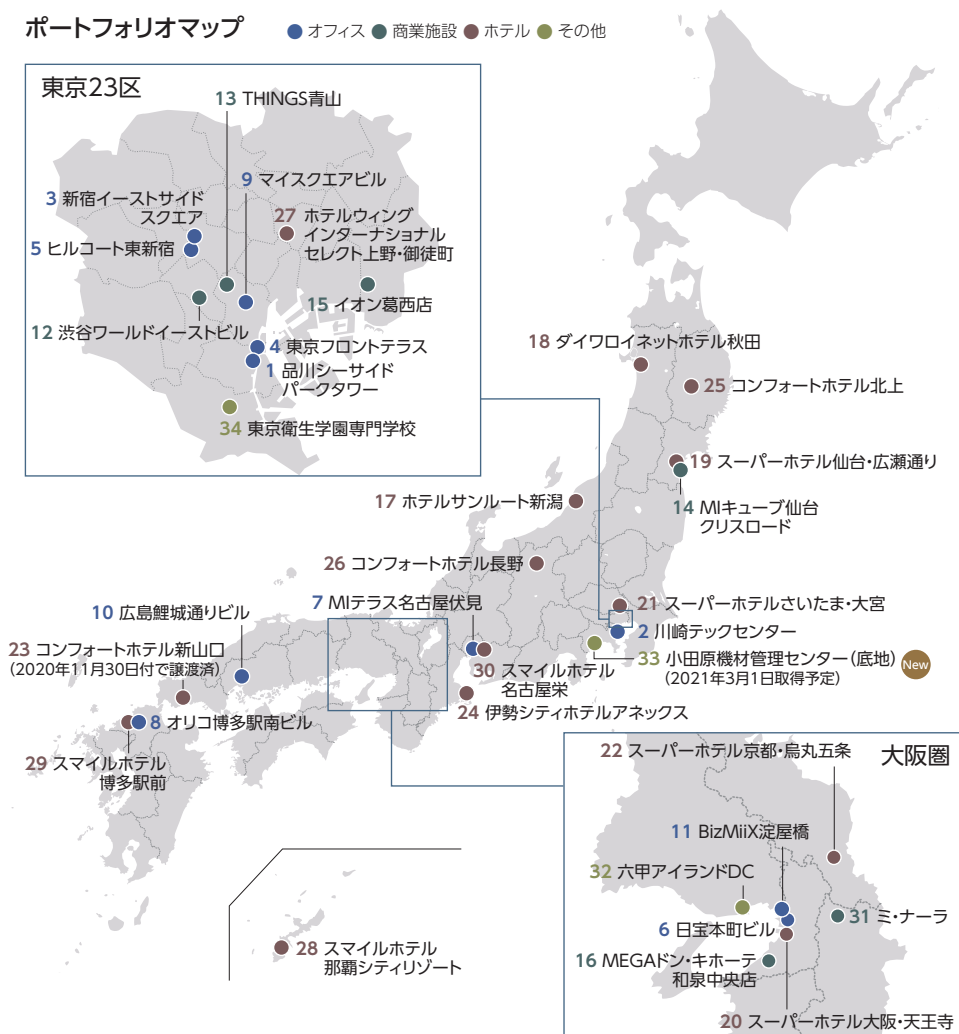 ポートフォリオマップ
オフィス 商業施設 ホテル その他
東京23区
13 THINGS青山
9 マイスクエアビル
3 新宿イーストサイド
スクエア
27 ホテルウィング
インターナショナル
セレクト上野・御徒町
5 ヒルコート東新宿
15 イオン葛西店
12 渋谷ワールドイーストビル
4 東京フロントテラス
1 品川シーサイド
パークタワー
34 東京衛生学園専門学校
18 ダイワロイネットホテル秋田
25 コンフォートホテル北上
19 スーパーホテル仙台・広瀬通り
17 ホテルサンルート新潟
14 MIキューブ仙台
クリスロード
26 コンフォートホテル長野
10 広島鯉城通りビル
7 MIテラス名古屋伏見
21 スーパーホテルさいたま・大宮
2 川崎テックセンター
23 コンフォートホテル新山口
(2020年11月30日付で譲渡済)
33 小田原機材管理センター(底地)
(2021年3月1日取得予定)
New
30 スマイルホテル
名古屋栄
24 伊勢シティホテルアネックス
8 オリコ博多駅南ビル
29 スマイルホテル
博多駅前
22 スーパーホテル京都・烏丸五条
大阪圏
11 BizMiiX淀屋橋
32 六甲アイランドDC
31 ミ・ナーラ
6 日宝本町ビル
16 MEGAドン・キホーテ
和泉中央店
20 スーパーホテル大阪・天王寺
28 スマイルホテル
那覇シティリゾート